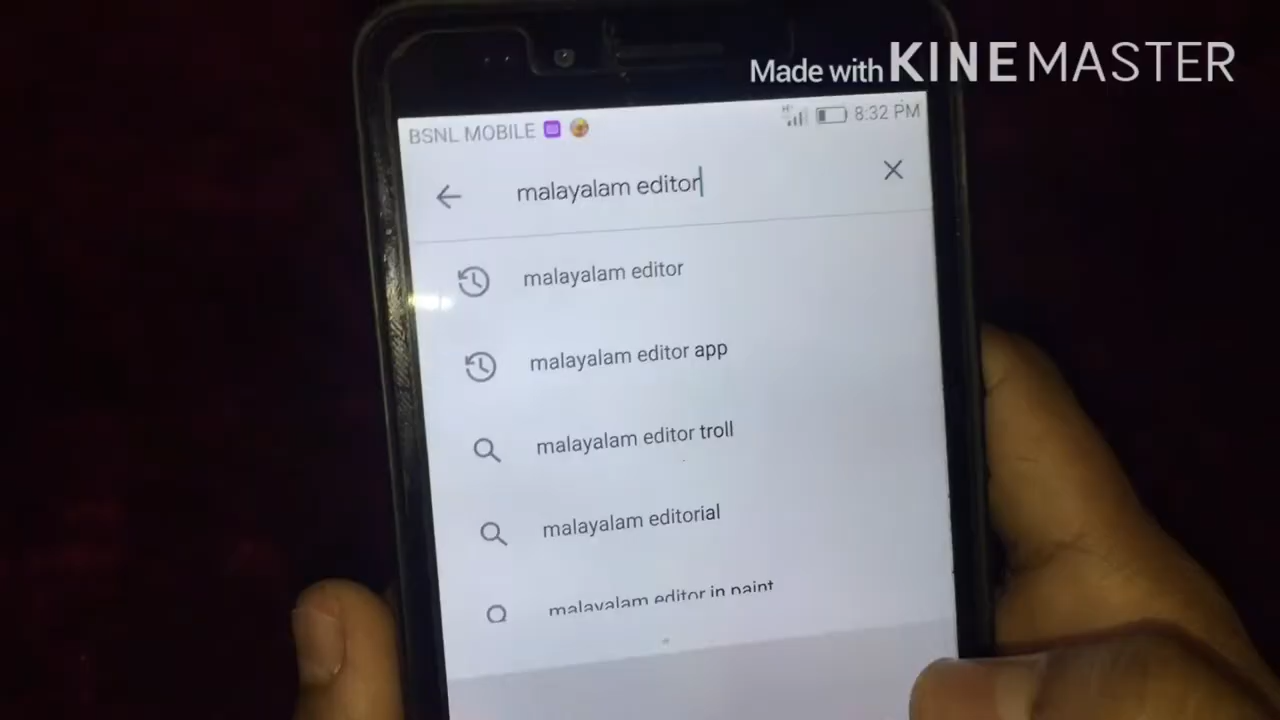 Made with KINEMASTER
BSNL MOBILE 8:32 PM
malayalam editor
malayalam editor
malayalam editor app
malayalam editor troll
malayalam editorial
malayalam editor in paint